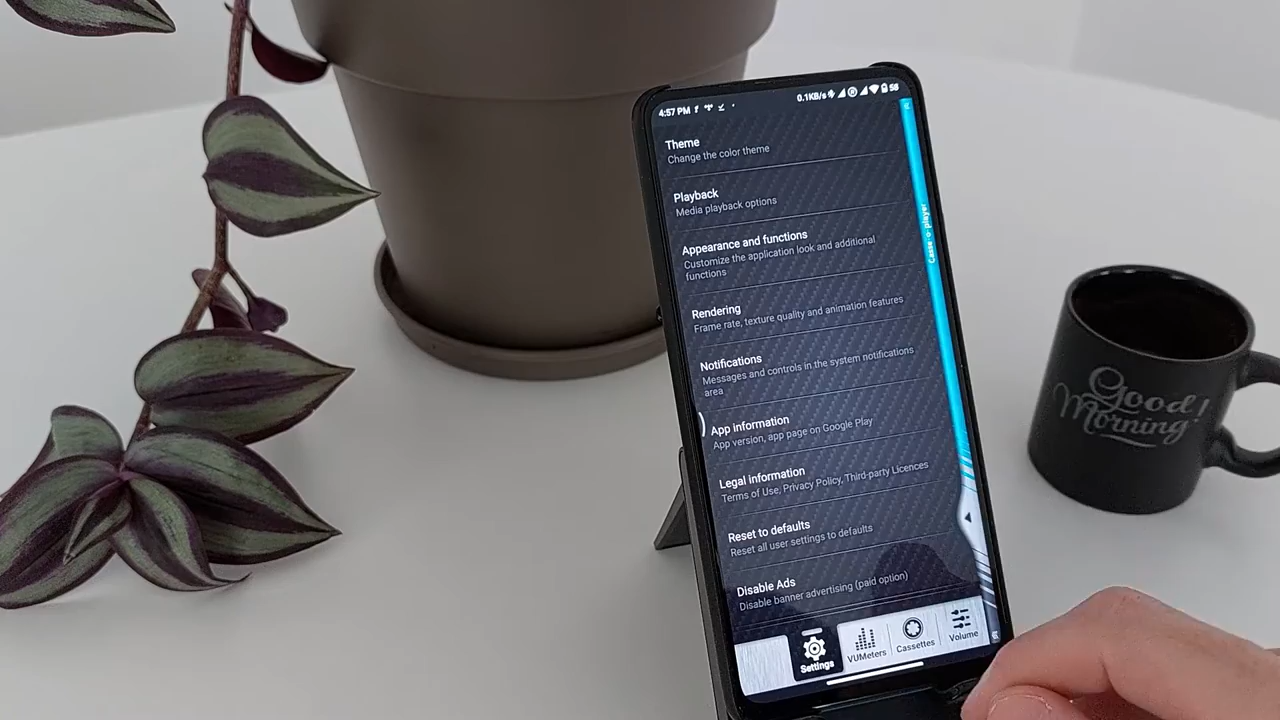 4:57 PM
0.1KB/s
58
Theme
Change the color theme
Playback
Media playback options
Appearance and functions
Customize the application look and additional
functions
Rendering
Frame rate, texture quality and animation features
Notifications
Messages and controls in the system notifications
area
App information
App version, app page on Google Play
Legal information
Terms of Use, Privacy Policy, Third-party Licences
Reset to defaults
Reset all user settings to defaults
Disable Ads
Disable banner advertising (paid option)
Settings
VUMeters
Cassettes
Volume
Casse-o-player
Good
Morning!